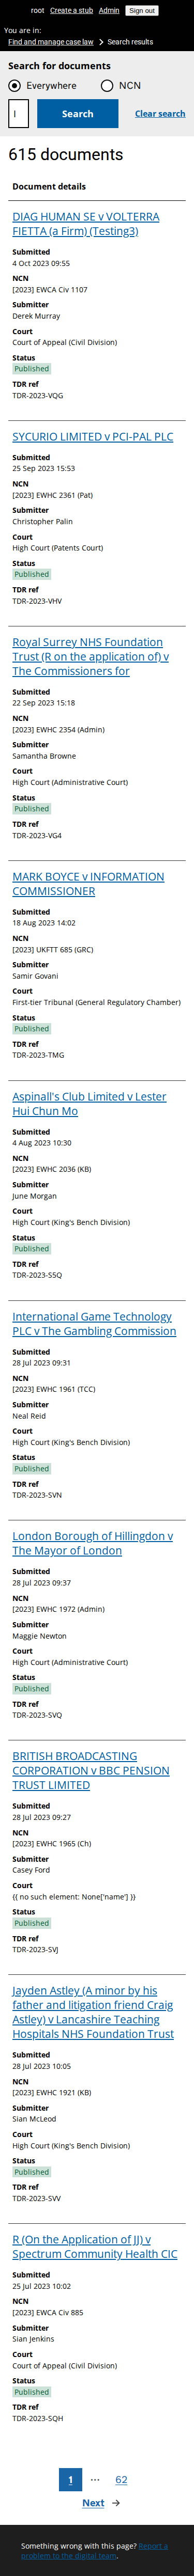 root Create a stub Admin Sign out
You are in:
Find and manage case law > Search results
Search for documents
Everywhere NCN
Search Clear search
615 documents
Document details
DIAG HUMAN SE v VOLTERRA
FIETTA (a Firm) (Testing3)
Submitted
4 Oct 2023 09:55
NCN
[2023] EWCA Civ 1107
Submitter
Derek Murray
Court
Court of Appeal (Civil Division)
Status
Published
TDR ref
TDR-2023-VQG
SYCURIO LIMITED v PCI-PAL PLC
Submitted
25 Sep 2023 15:53
NCN
[2023] EWHC 2361 (Pat)
Submitter
Christopher Palin
Court
High Court (Patents Court)
Status
Published
TDR ref
TDR-2023-VHV
Royal Surrey NHS Foundation
Trust (R on the application of) v
The Commissioners for
Submitted
22 Sep 2023 15:18
NCN
[2023] EWHC 2354 (Admin)
Submitter
Samantha Browne
Court
High Court (Administrative Court)
Status
Published
TDR ref
TDR-2023-VG4
MARK BOYCE v INFORMATION
COMMISSIONER
Submitted
18 Aug 2023 14:02
NCN
[2023] UKFTT 685 (GRC)
Submitter
Samir Govani
Court
First-tier Tribunal (General Regulatory Chamber)
Status
Published
TDR ref
TDR-2023-TMG
Aspinall's Club Limited v Lester
Hui Chun Mo
Submitted
4 Aug 2023 10:30
NCN
[2023] EWHC 2036 (KB)
Submitter
June Morgan
Court
High Court (King's Bench Division)
Status
Published
TDR ref
TDR-2023-S5Q
International Game Technology
PLC v The Gambling Commission
Submitted
28 Jul 2023 09:31
NCN
[2023] EWHC 1961 (TCC)
Submitter
Neal Reid
Court
High Court (King's Bench Division)
Status
Published
TDR ref
TDR-2023-SVN
London Borough of Hillingdon v
The Mayor of London
Submitted
28 Jul 2023 09:37
NCN
[2023] EWHC 1972 (Admin)
Submitter
Maggie Newton
Court
High Court (Administrative Court)
Status
Published
TDR ref
TDR-2023-SVQ
BRITISH BROADCASTING
CORPORATION v BBC PENSION
TRUST LIMITED
Submitted
28 Jul 2023 09:27
NCN
[2023] EWHC 1965 (Ch)
Submitter
Casey Ford
Court
{{ no such element: None['name'] }}
Status
Published
TDR ref
TDR-2023-SVJ
Jayden Astley (A minor by his
father and litigation friend Craig
Astley) v Lancashire Teaching
Hospitals NHS Foundation Trust
Submitted
28 Jul 2023 10:05
NCN
[2023] EWHC 1921 (KB)
Submitter
Sian McLeod
Court
High Court (King's Bench Division)
Status
Published
TDR ref
TDR-2023-SVV
R (On the Application of JJ) v
Spectrum Community Health CIC
Submitted
25 Jul 2023 10:02
NCN
[2023] EWCA Civ 885
Submitter
Sian Jenkins
Court
Court of Appeal (Civil Division)
Status
Published
TDR ref
TDR-2023-SQH
1 ... 62
Next →
Something wrong with this page? Report a
problem to the digital team.